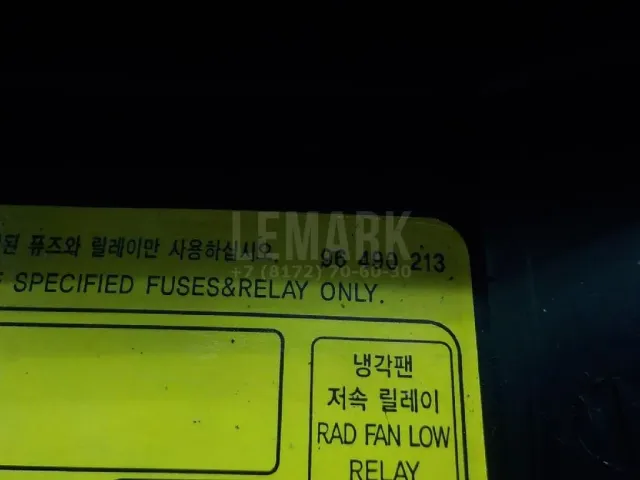 LEMARK
된 퓨즈와 릴레이만 사용하십시오. 96 490 213
+7 (8172) 70-60-30
SPECIFIED FUSES&RELAY ONLY.
냉각팬
저속 릴레이
RAD FAN LOW
RELAY